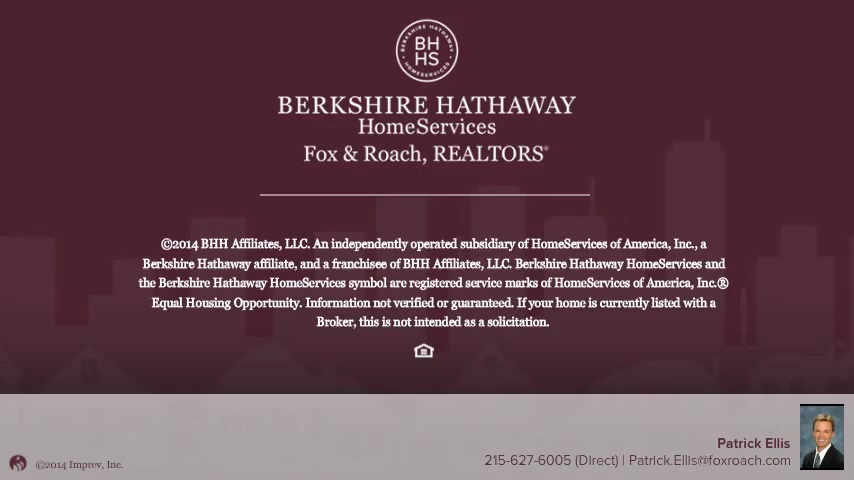 BERKSHIRE HATHAWAY
HOMESERVICES
BH
HS
BERKSHIRE HATHAWAY
HomeServices
Fox & Roach, REALTORS®
©2014 BHH Affiliates, LLC. An independently operated subsidiary of HomeServices of America, Inc., a
Berkshire Hathaway affiliate, and a franchisee of BHH Affiliates, LLC. Berkshire Hathaway HomeServices and
the Berkshire Hathaway HomeServices symbol are registered service marks of HomeServices of America, Inc.®
Equal Housing Opportunity. Information not verified or guaranteed. If your home is currently listed with a
Broker, this is not intended as a solicitation.
Patrick Ellis
215-627-6005 (Direct) | Patrick.Ellis@foxroach.com
©2014 Imprev, Inc.